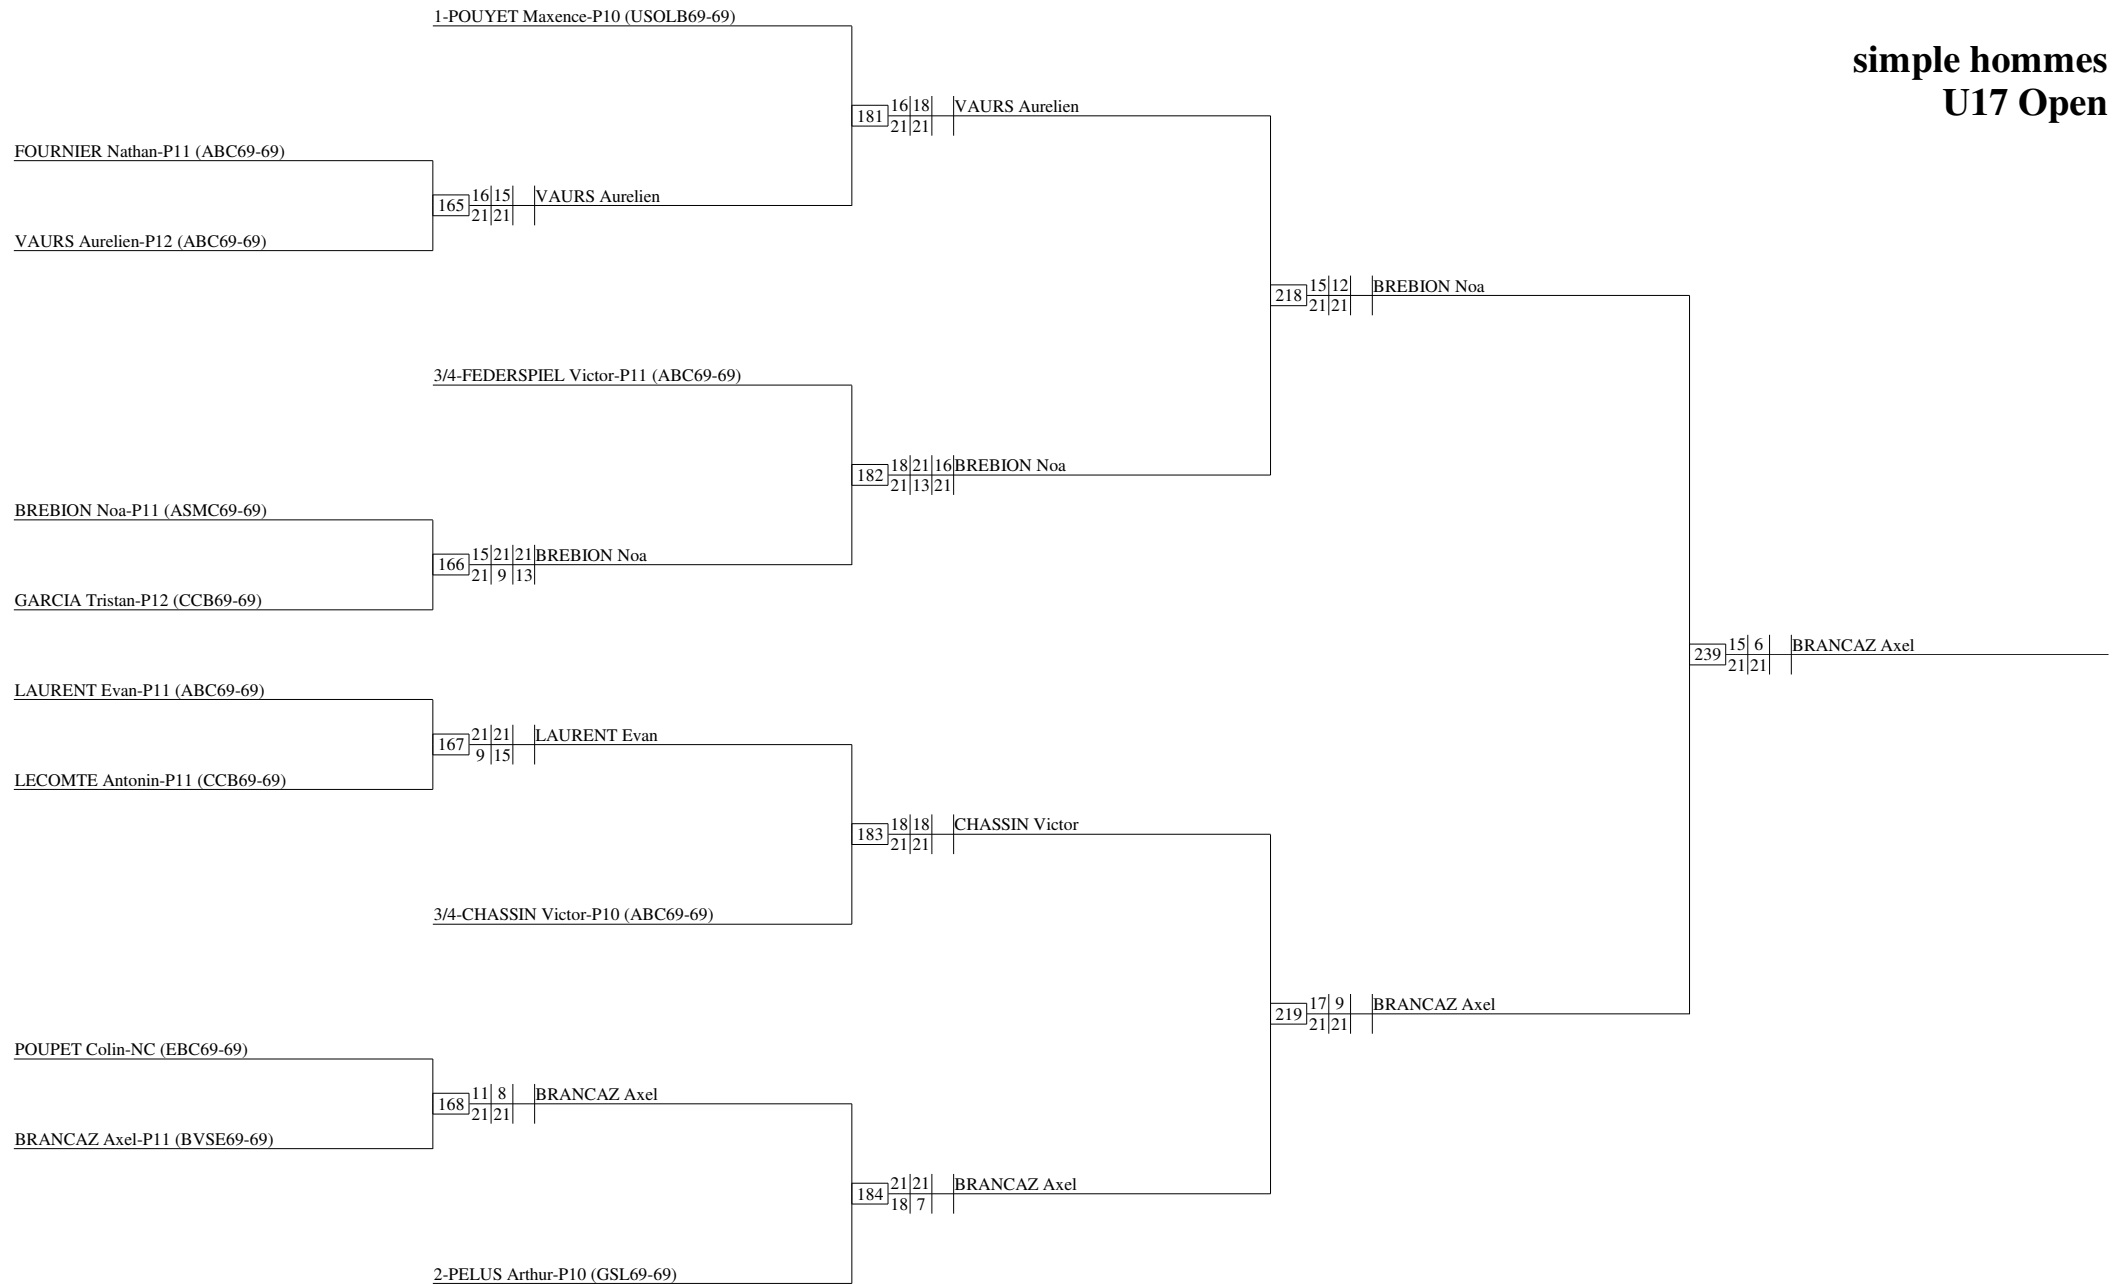 simple hommes
U17 Open
1-POUYET Maxence-P10 (USOLB69-69)
181 16 18 VAURS Aurelien
21 21
FOURNIER Nathan-P11 (ABC69-69)
165 16 15 VAURS Aurelien
21 21
VAURS Aurelien-P12 (ABC69-69)
218 15 12 BREBION Noa
21 21
3/4-FEDERSPIEL Victor-P11 (ABC69-69)
182 18 21 16 BREBION Noa
21 13 21
BREBION Noa-P11 (ASMC69-69)
166 15 21 21 BREBION Noa
21 9 13
GARCIA Tristan-P12 (CCB69-69)
239 15 6 BRANCAZ Axel
21 21
LAURENT Evan-P11 (ABC69-69)
167 21 21 LAURENT Evan
9 15
LECOMTE Antonin-P11 (CCB69-69)
183 18 18 CHASSIN Victor
21 21
3/4-CHASSIN Victor-P10 (ABC69-69)
219 17 9 BRANCAZ Axel
21 21
POUPET Colin-NC (EBC69-69)
168 11 8 BRANCAZ Axel
21 21
BRANCAZ Axel-P11 (BVSE69-69)
184 21 21 BRANCAZ Axel
18 7
2-PELUS Arthur-P10 (GSL69-69)